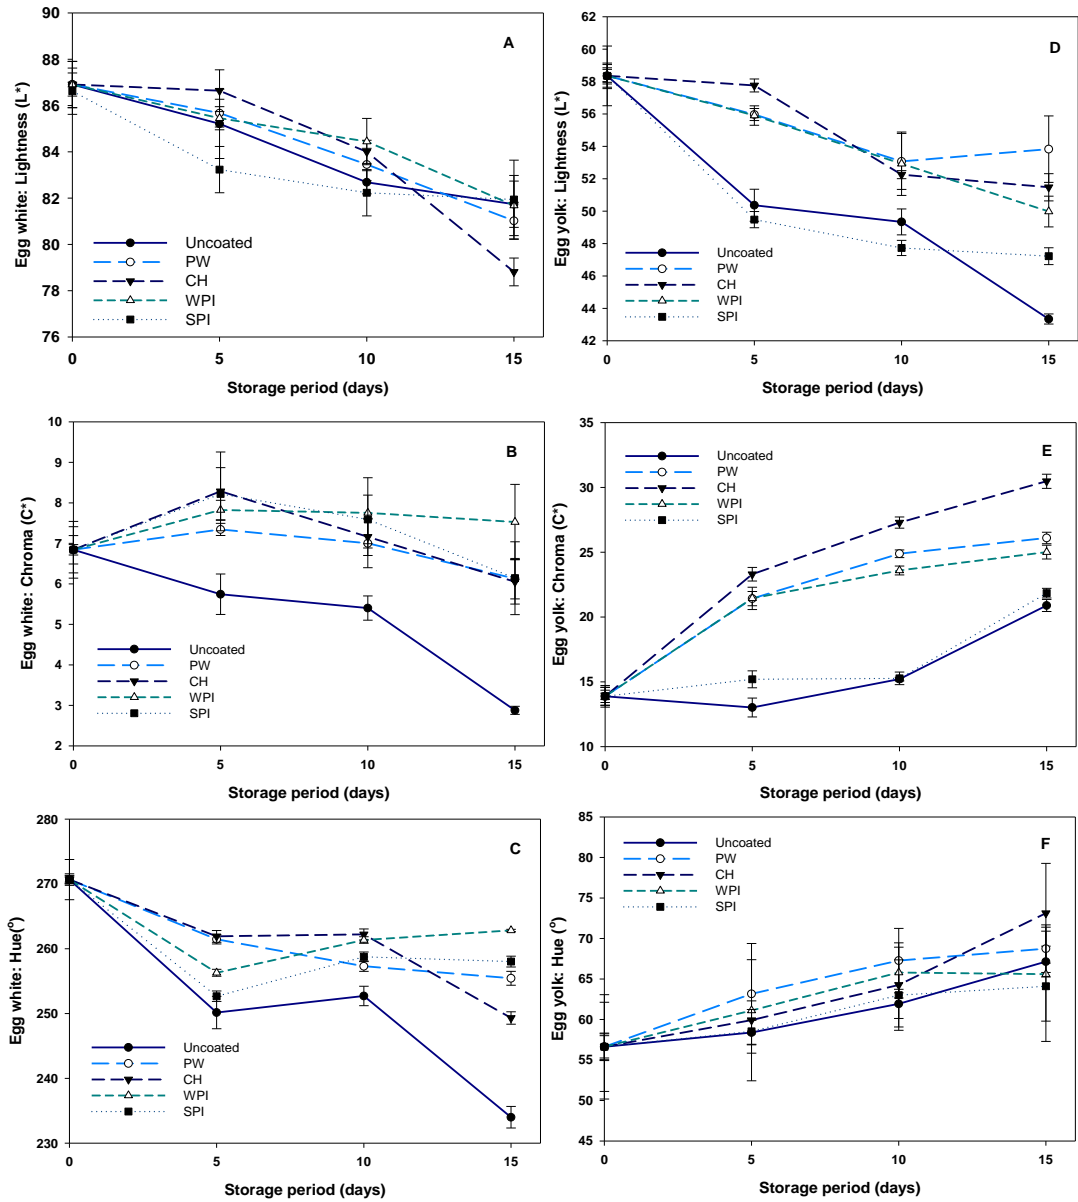 A
Egg white: Lightness (L*)
90
88
86
84
82
80
78
76
Uncoated
PW
CH
WPI
SPI
0
5
10
15
Storage period (days)
D
Egg yolk: Lightness (L*)
62
60
58
56
54
52
50
48
46
44
42
Uncoated
PW
CH
WPI
SPI
0
5
10
15
Storage period (days)
B
Egg white: Chroma (C*)
10
9
8
7
6
5
4
3
2
Uncoated
PW
CH
WPI
SPI
0
5
10
15
Storage period (days)
E
Egg yolk: Chroma (C*)
35
30
25
20
15
10
Uncoated
PW
CH
WPI
SPI
0
5
10
15
Storage period (days)
C
Egg white: Hue(°)
280
270
260
250
240
230
Uncoated
PW
CH
WPI
SPI
0
5
10
15
Storage period (days)
F
Egg yolk: Hue (°)
85
80
75
70
65
60
55
50
45
Uncoated
PW
CH
WPI
SPI
0
5
10
15
Storage period (days)